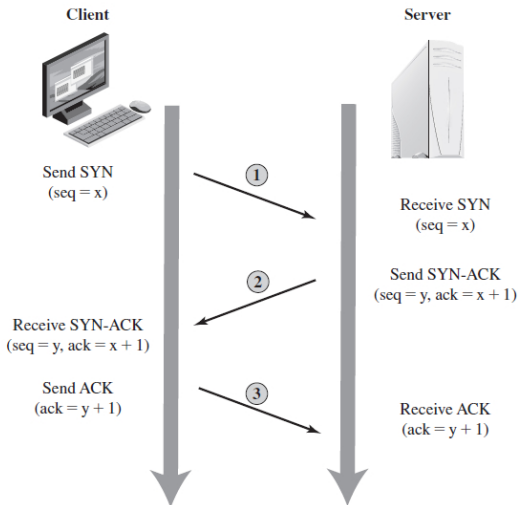 Client
Server
Send SYN
(seq = x)
1
Receive SYN
(seq = x)
Send SYN-ACK
(seq = y, ack = x + 1)
2
Receive SYN-ACK
(seq = y, ack = x + 1)
Send ACK
(ack = y + 1)
3
Receive ACK
(ack = y + 1)